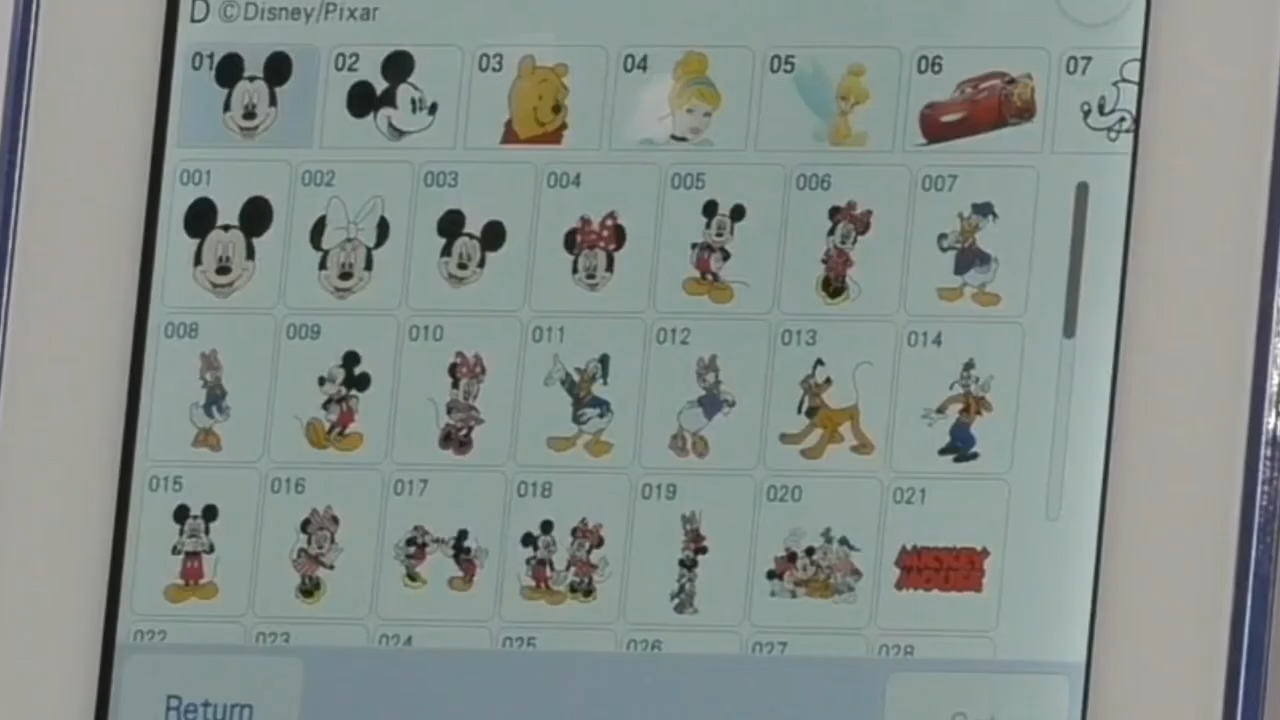 D ©Disney/Pixar
01 02 03 04 05 06 07
001 002 003 004 005 006 007
008 009 010 011 012 013 014
015 016 017 018 019 020 021
MICKEY
MOUSE
022 023 024 025 026 027 028
Return